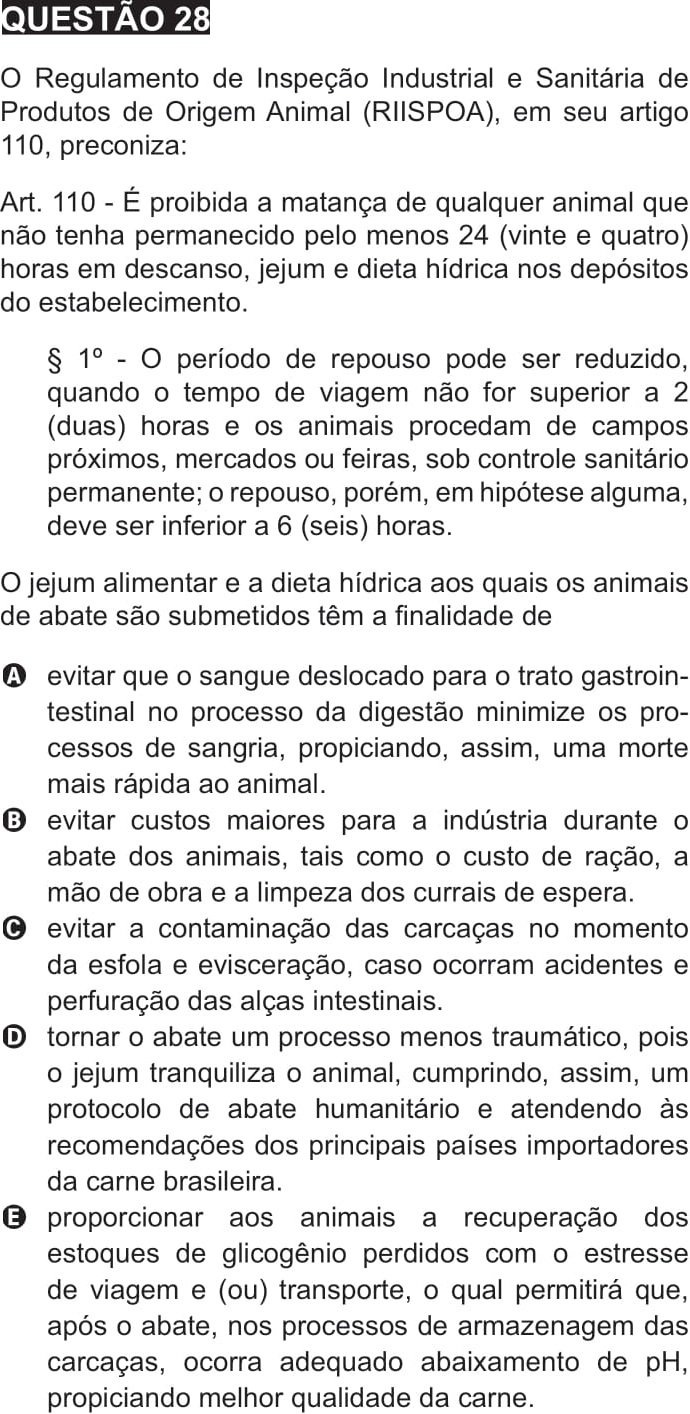 QUESTÃO 28
O Regulamento de Inspeção Industrial e Sanitária de
Produtos de Origem Animal (RIISPOA), em seu artigo
110, preconiza:
Art. 110 - É proibida a matança de qualquer animal que
não tenha permanecido pelo menos 24 (vinte e quatro)
horas em descanso, jejum e dieta hídrica nos depósitos
do estabelecimento.
§ 1º - O período de repouso pode ser reduzido,
quando o tempo de viagem não for superior a 2
(duas) horas e os animais procedam de campos
próximos, mercados ou feiras, sob controle sanitário
permanente; o repouso, porém, em hipótese alguma,
deve ser inferior a 6 (seis) horas.
O jejum alimentar e a dieta hídrica aos quais os animais
de abate são submetidos têm a finalidade de
A evitar que o sangue deslocado para o trato gastroin-
testinal no processo da digestão minimize os pro-
cessos de sangria, propiciando, assim, uma morte
mais rápida ao animal.
B evitar custos maiores para a indústria durante o
abate dos animais, tais como o custo de ração, a
mão de obra e a limpeza dos currais de espera.
C evitar a contaminação das carcaças no momento
da esfola e evisceração, caso ocorram acidentes e
perfuração das alças intestinais.
D tornar o abate um processo menos traumático, pois
o jejum tranquiliza o animal, cumprindo, assim, um
protocolo de abate humanitário e atendendo às
recomendações dos principais países importadores
da carne brasileira.
E proporcionar aos animais a recuperação dos
estoques de glicogênio perdidos com o estresse
de viagem e (ou) transporte, o qual permitirá que,
após o abate, nos processos de armazenagem das
carcaças, ocorra adequado abaixamento de pH,
propiciando melhor qualidade da carne.